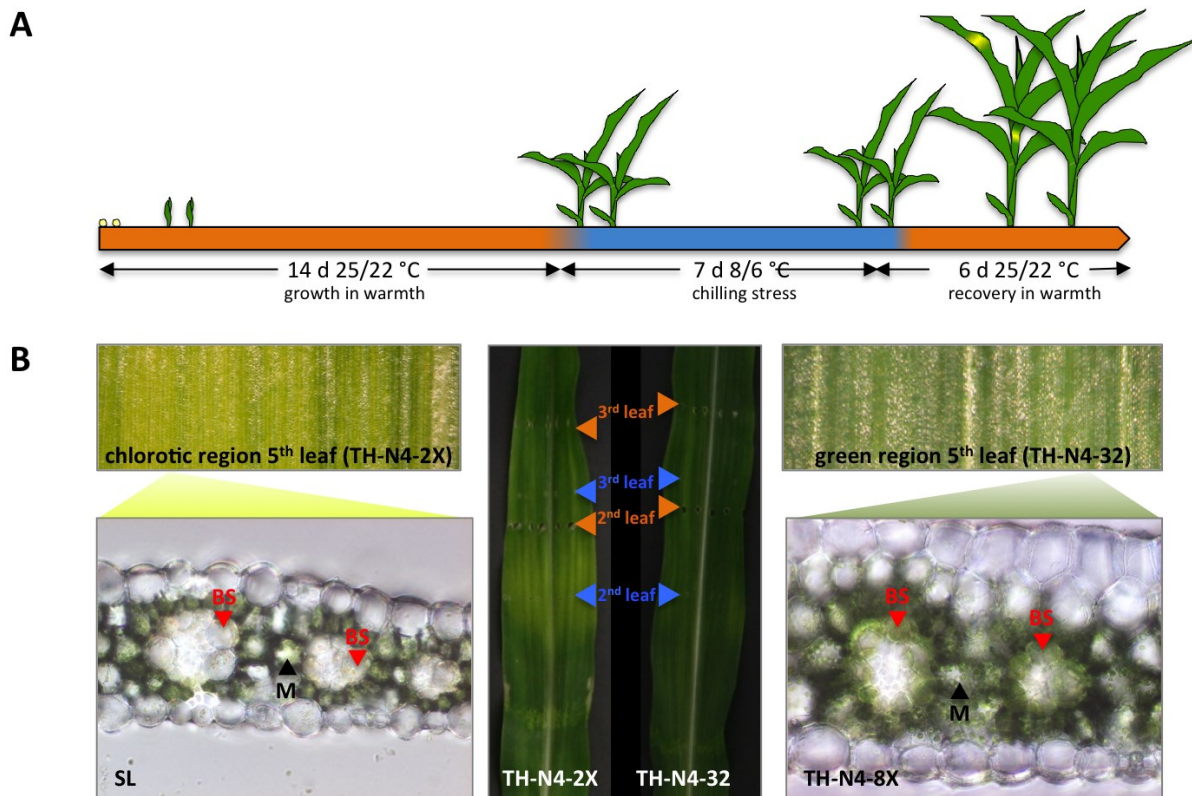 A
14 d 25/22 °C
growth in warmth
7 d 8/6 °C
chilling stress
6 d 25/22 °C
recovery in warmth
B
chlorotic region 5th leaf (TH-N4-2X)
3rd leaf
3rd leaf
2nd leaf
2nd leaf
green region 5th leaf (TH-N4-32)
BS
BS
M
SL
TH-N4-2X
TH-N4-32
BS
BS
M
TH-N4-8X